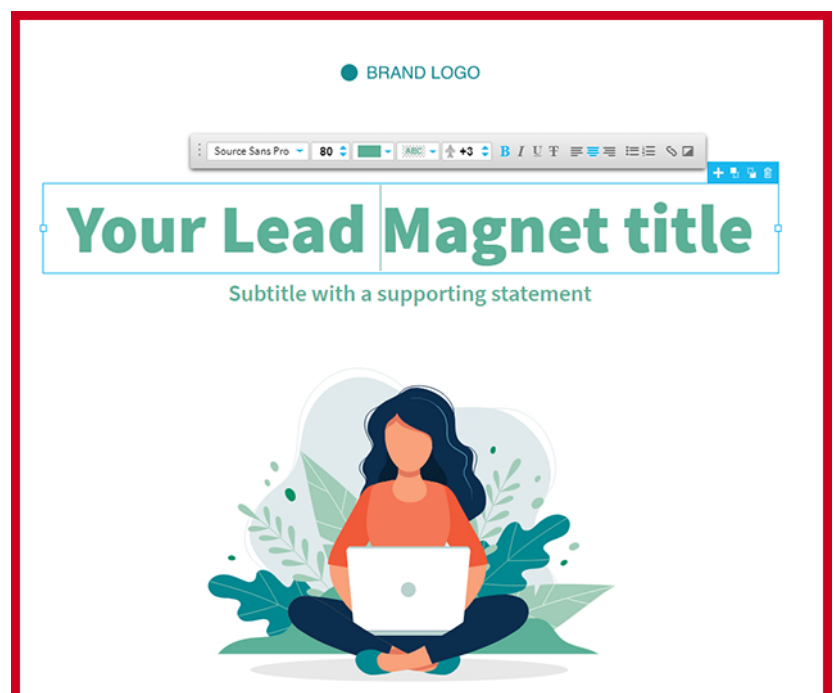 BRAND LOGO
Source Sans Pro 80 ABC +3 B I U T
Your Lead Magnet title
Subtitle with a supporting statement